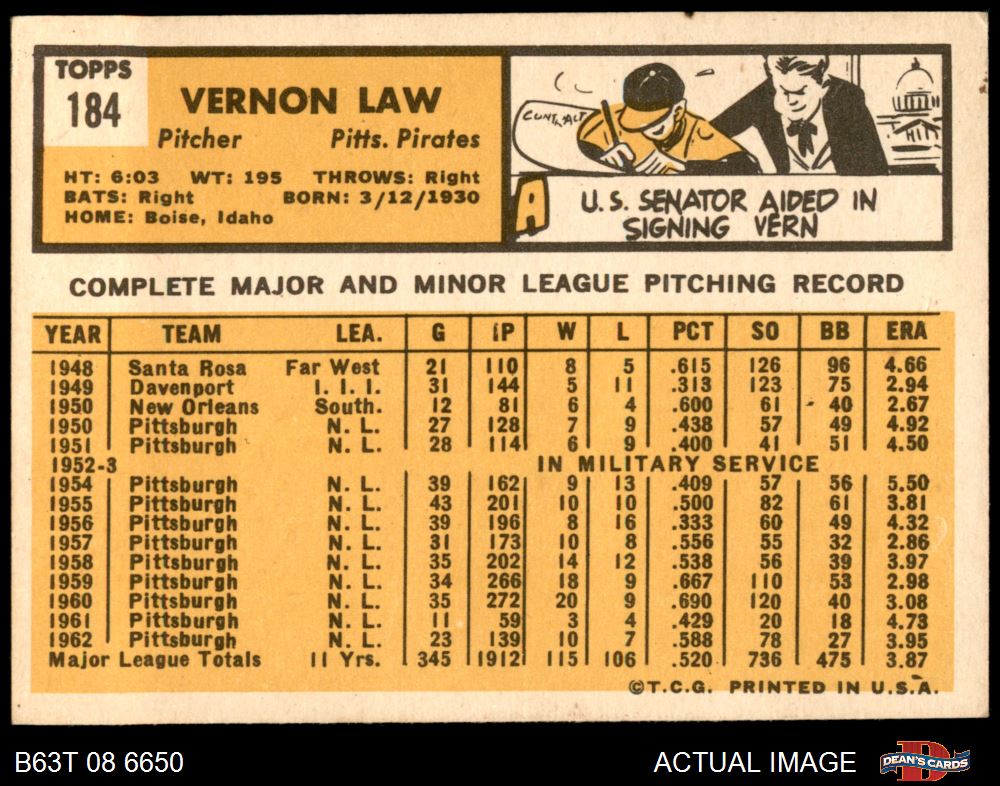 TOPPS
184
VERNON LAW
Pitcher Pitts. Pirates
HT: 6:03 WT: 195 THROWS: Right
BATS: Right BORN: 3/12/1930
HOME: Boise, Idaho
CONTRACT
A
U.S. SENATOR AIDED IN
SIGNING VERN
COMPLETE MAJOR AND MINOR LEAGUE PITCHING RECORD
YEAR TEAM LEA. G IP W L PCT SO BB ERA
1948 Santa Rosa Far West 21 110 8 5 .615 126 96 4.66
1949 Davenport I. I. I. 31 144 5 11 .313 123 75 2.94
1950 New Orleans South. 12 81 6 4 .600 61 40 2.67
1950 Pittsburgh N. L. 27 128 7 9 .438 57 49 4.92
1951 Pittsburgh N. L. 28 114 6 9 .400 41 51 4.50
1952-3 IN MILITARY SERVICE
1954 Pittsburgh N. L. 39 162 9 13 .409 57 56 5.50
1955 Pittsburgh N. L. 43 201 10 10 .500 82 61 3.81
1956 Pittsburgh N. L. 39 196 8 16 .333 60 49 4.32
1957 Pittsburgh N. L. 31 173 10 8 .556 55 32 2.86
1958 Pittsburgh N. L. 35 202 14 12 .538 56 39 3.97
1959 Pittsburgh N. L. 34 266 18 9 .667 110 53 2.98
1960 Pittsburgh N. L. 35 272 20 9 .690 120 40 3.08
1961 Pittsburgh N. L. 11 59 3 4 .429 20 18 4.73
1962 Pittsburgh N. L. 23 139 10 7 .588 78 27 3.95
Major League Totals 11 Yrs. 345 1912 115 106 .520 736 475 3.87
©T.C.G. PRINTED IN U.S.A.
B63T 08 6650 ACTUAL IMAGE
D
DEAN'S CARDS